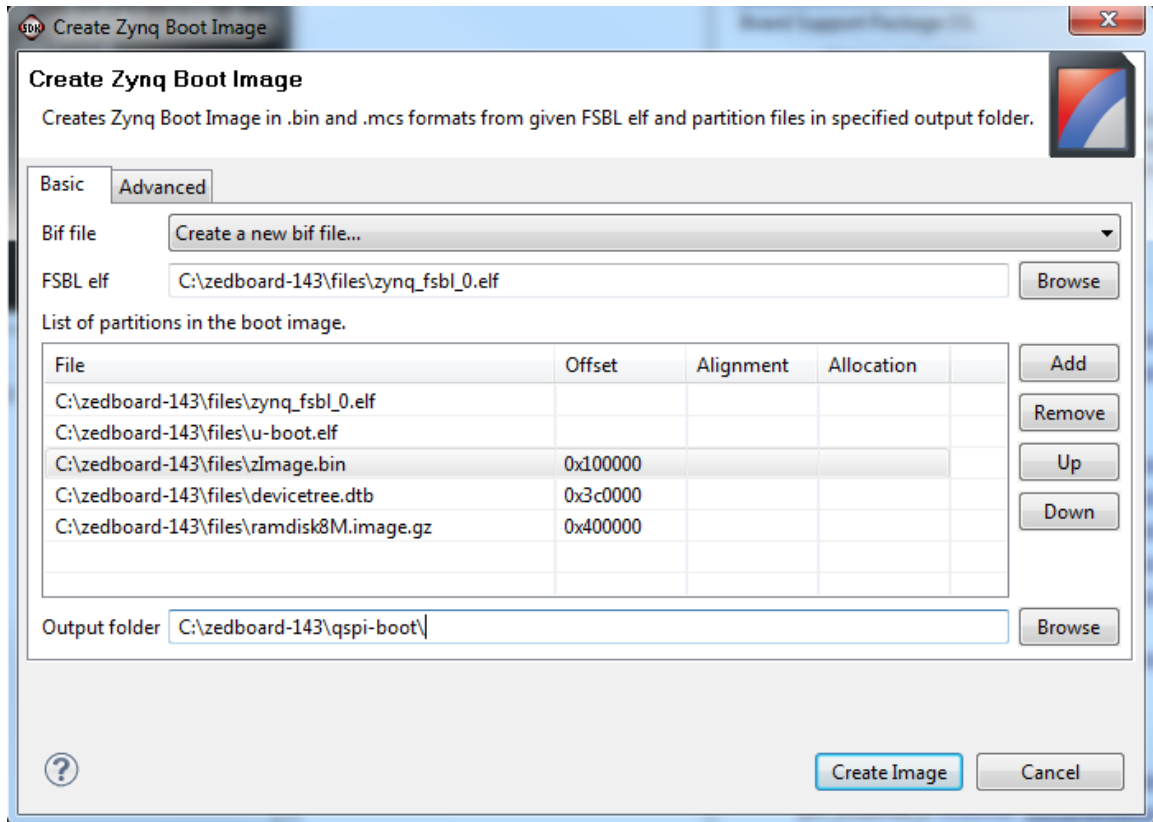 SDK Create Zynq Boot Image
Board Support Package
Create Zynq Boot Image
Creates Zynq Boot Image in .bin and .mcs formats from given FSBL elf and partition files in specified output folder.
Basic Advanced
Bif file Create a new bif file...
FSBL elf C:\zedboard-143\files\zynq_fsbl_0.elf Browse
List of partitions in the boot image.
File Offset Alignment Allocation Add
C:\zedboard-143\files\zynq_fsbl_0.elf
Remove
C:\zedboard-143\files\u-boot.elf
C:\zedboard-143\files\zImage.bin 0x100000 Up
C:\zedboard-143\files\devicetree.dtb 0x3c0000
Down
C:\zedboard-143\files\ramdisk8M.image.gz 0x400000
Output folder C:\zedboard-143\qspi-boot\ Browse
? Create Image Cancel